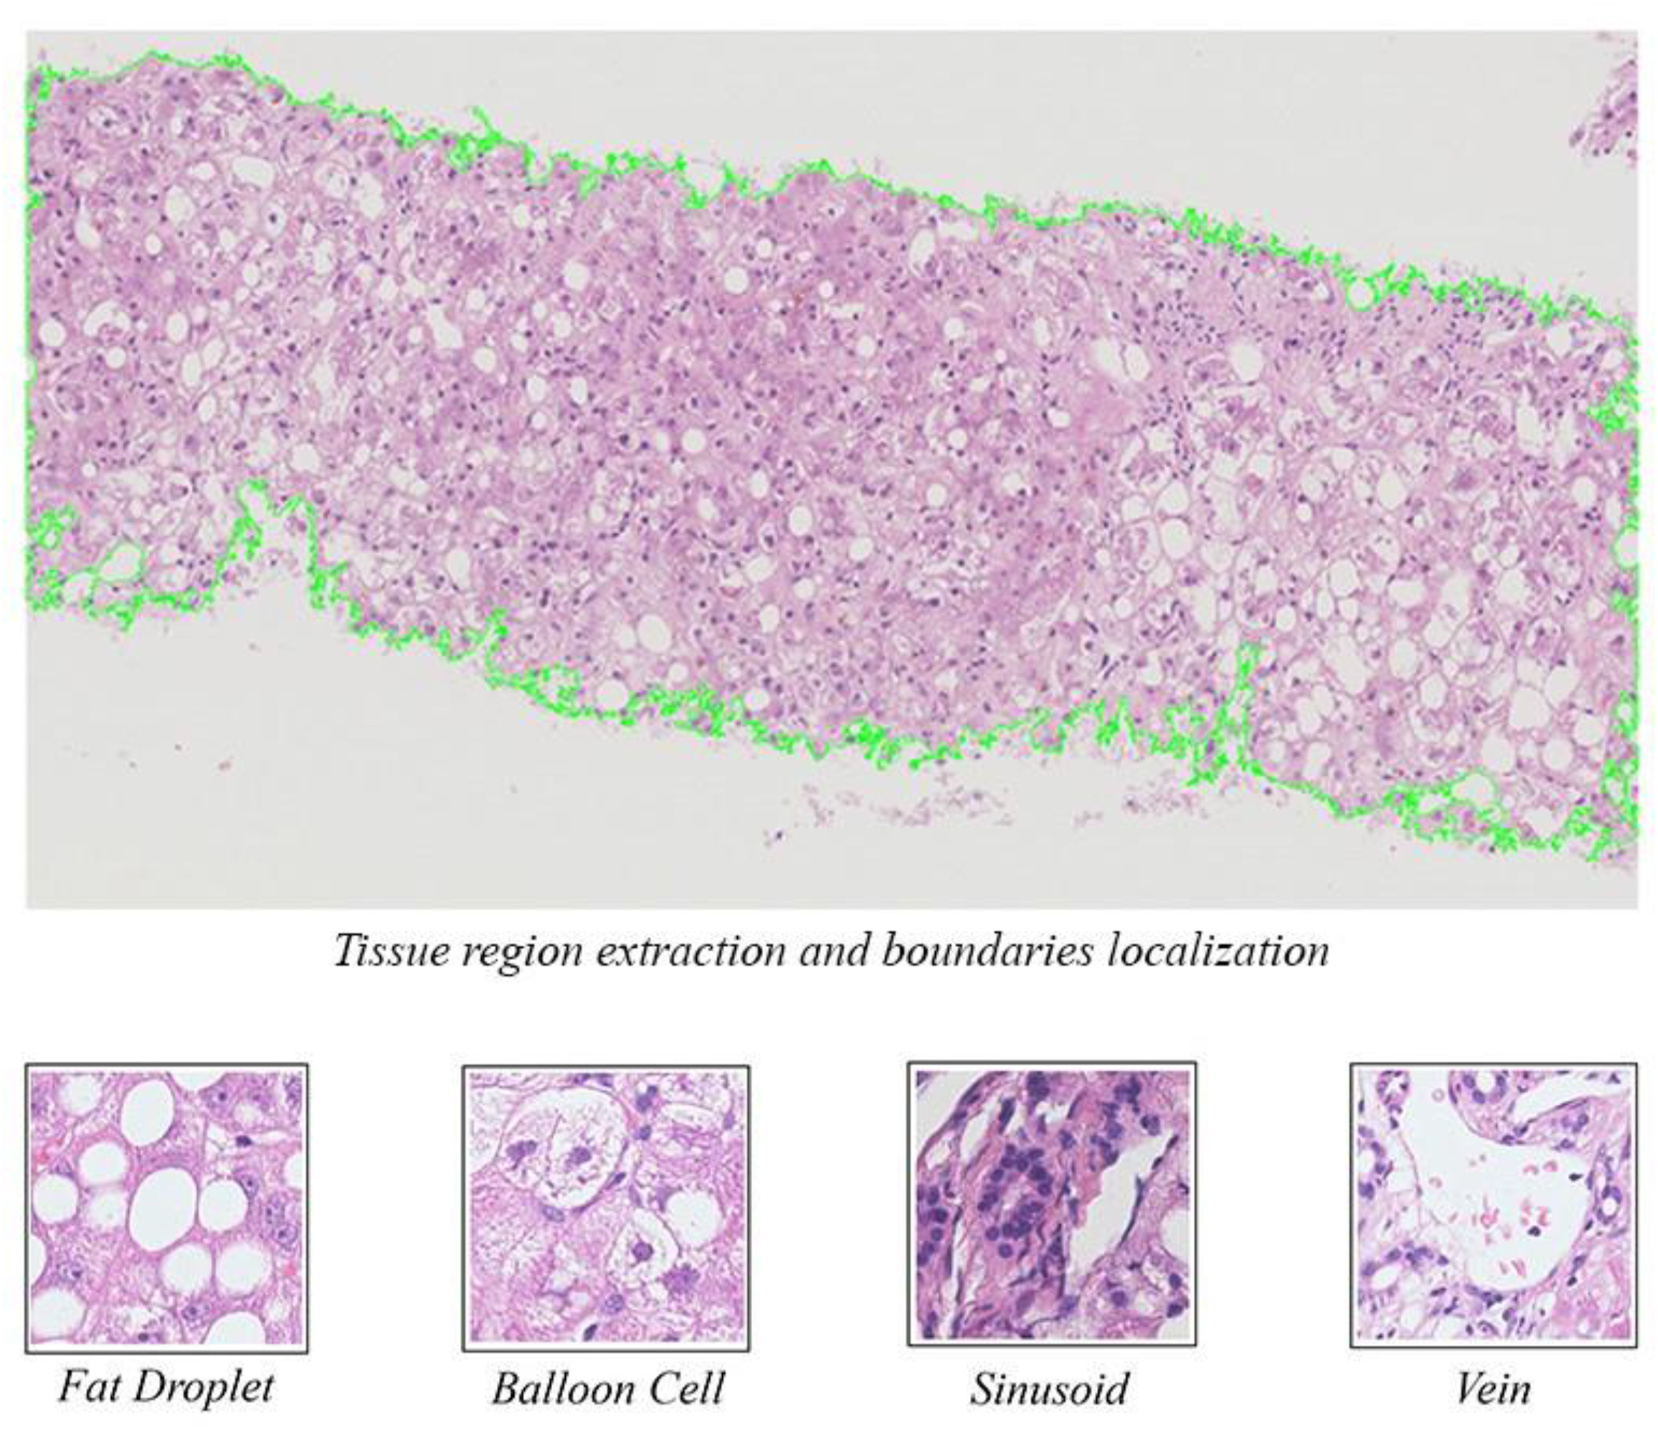 Tissue region extraction and boundaries localization
Fat Droplet
Balloon Cell
Sinusoid
Vein